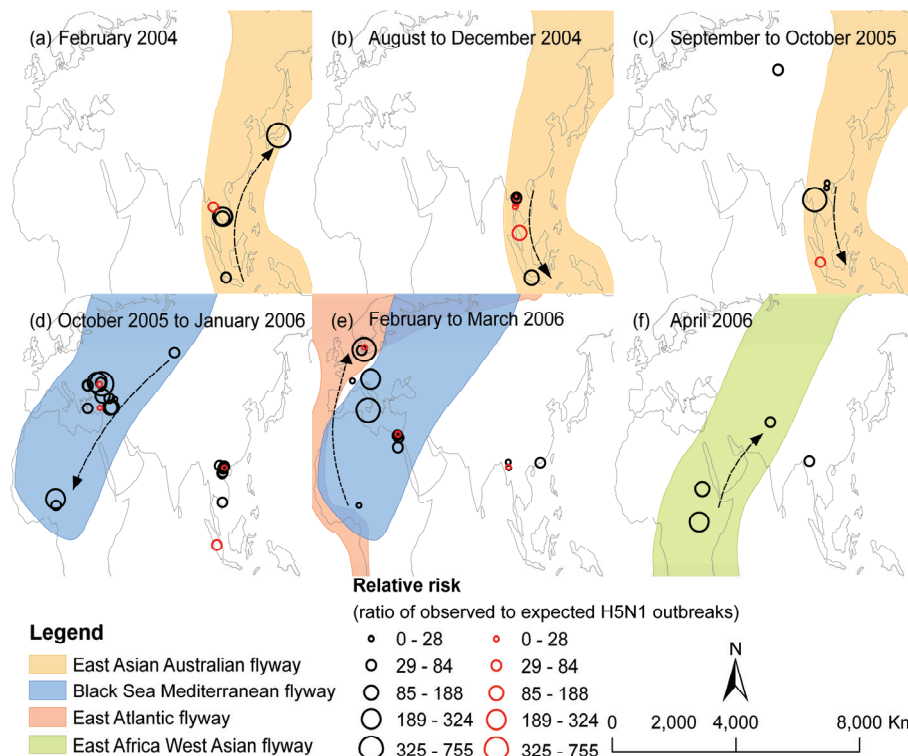 (a) February 2004
(b) August to December 2004
(c) September to October 2005
(d) October 2005 to January 2006
(e) February to March 2006
(f) April 2006
Relative risk
(ratio of observed to expected H5N1 outbreaks)
Legend
East Asian Australian flyway
Black Sea Mediterranean flyway
East Atlantic flyway
East Africa West Asian flyway
0 - 28
0 - 28
29 - 84
29 - 84
85 - 188
85 - 188
189 - 324
189 - 324
325 - 755
325 - 755
N
0 2,000 4,000 8,000 Km